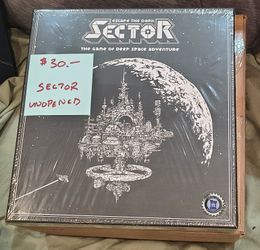 ESCAPE THE DARK
SECTOR
THE GAME OF DEEP SPACE ADVENTURE
$30.—
SECTOR
UNOPENED